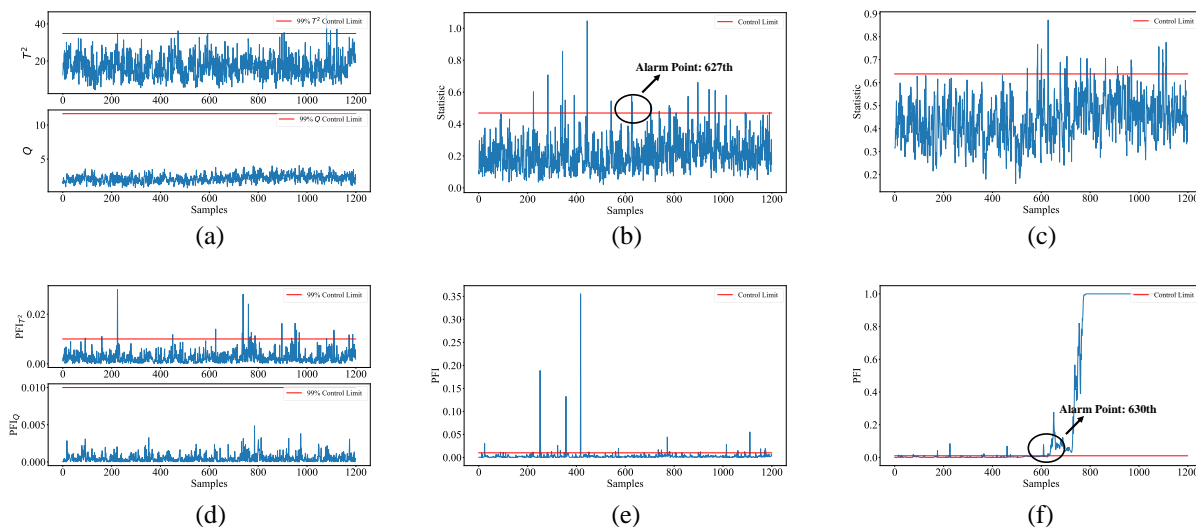 99% T² Control Limit
T²
40
20
0 200 400 600 800 1000 1200
99% Q Control Limit
Q
10
5
0 200 400 600 800 1000 1200
Samples
(a)
Alarm Point: 627th
Control Limit
Statistic
1.0
0.8
0.6
0.4
0.2
0.0
0 200 400 600 800 1000 1200
Samples
(b)
Control Limit
Statistic
0.9
0.8
0.7
0.6
0.5
0.4
0.3
0.2
0 200 400 600 800 1000 1200
Samples
(c)
99% Control Limit
PFI_T²
0.02
0.00
0 200 400 600 800 1000 1200
99% Control Limit
PFI_Q
0.010
0.005
0.000
0 200 400 600 800 1000 1200
Samples
(d)
Control Limit
PFI
0.35
0.30
0.25
0.20
0.15
0.10
0.05
0.00
0 200 400 600 800 1000 1200
Samples
(e)
Control Limit
PFI
1.0
0.8
0.6
0.4
0.2
0.0
Alarm Point: 630th
0 200 400 600 800 1000 1200
Samples
(f)